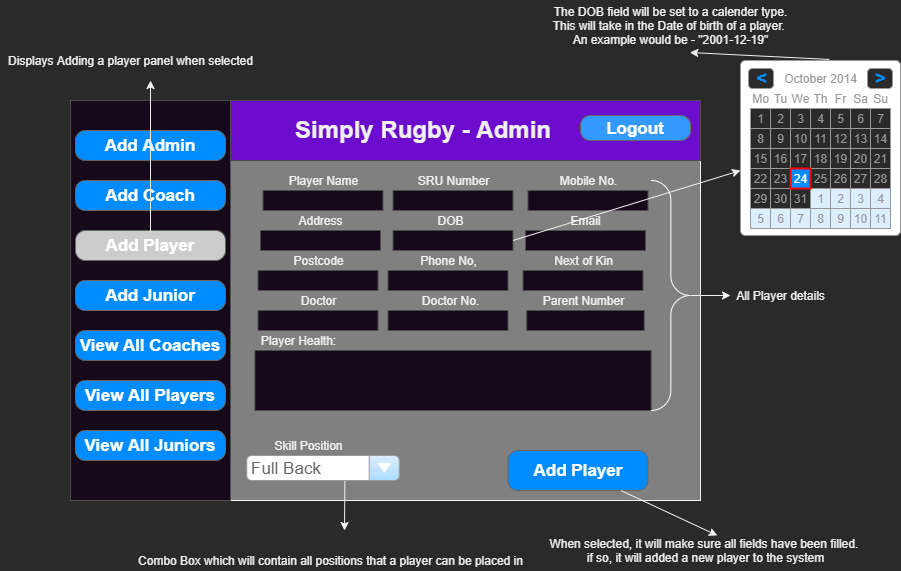 The DOB field will be set to a calender type.
This will take in the Date of birth of a player.
An example would be - "2001-12-19"
Displays Adding a player panel when selected
< October 2014 >
Mo Tu We Th Fr Sa Su
1 2 3 4 5 6 7
8 9 10 11 12 13 14
15 16 17 18 19 20 21
22 23 24 25 26 27 28
29 30 31 1 2 3 4
5 6 7 8 9 10 11
Simply Rugby - Admin
Logout
Add Admin
Add Coach
Add Player
Add Junior
View All Coaches
View All Players
View All Juniors
Player Name SRU Number Mobile No.
Address DOB Email
Postcode Phone No, Next of Kin
Doctor Doctor No. Parent Number
Player Health:
All Player details
Skill Position
Full Back
Add Player
Combo Box which will contain all positions that a player can be placed in
When selected, it will make sure all fields have been filled.
if so, it will added a new player to the system